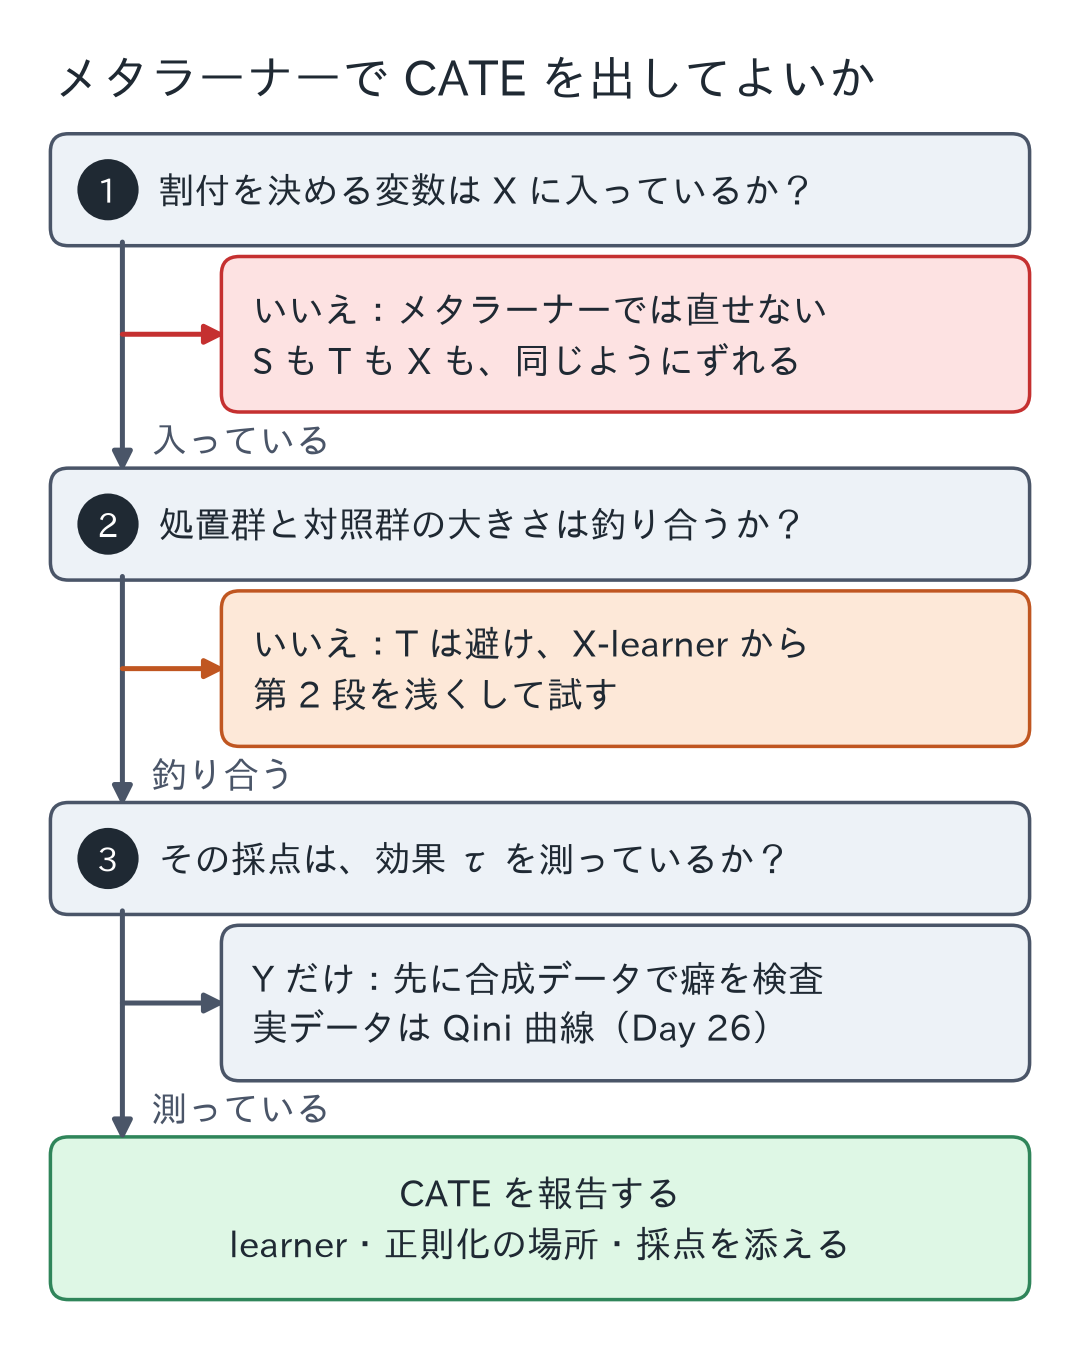 メタラーナーで CATE を出してよいか
1 割付を決める変数は X に入っているか？
いいえ：メタラーナーでは直せない
S も T も X も、同じようにずれる
入っている
2 処置群と対照群の大きさは釣り合うか？
いいえ：T は避け、X-learner から
第 2 段を浅くして試す
釣り合う
3 その採点は、効果 τ を測っているか？
Y だけ：先に合成データで癖を検査
実データは Qini 曲線（Day 26）
測っている
CATE を報告する
learner・正則化の場所・採点を添える